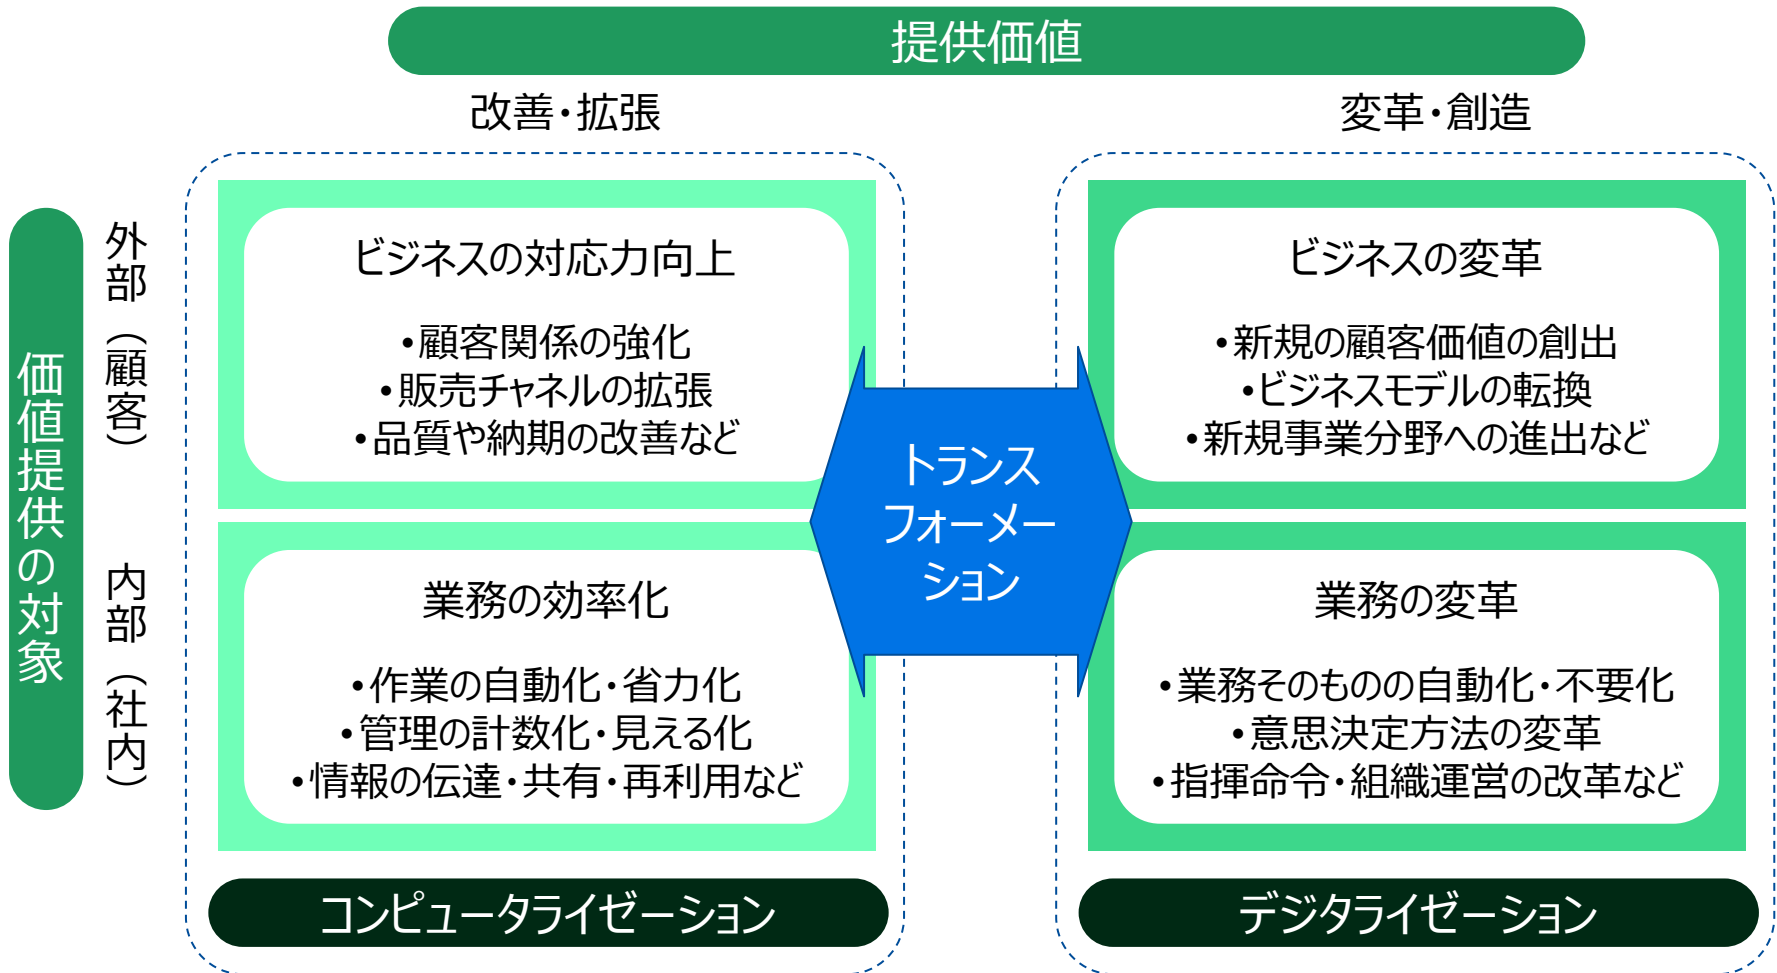 提供価値
改善・拡張
変革・創造
価値提供の対象
外部（顧客）
ビジネスの対応力向上
•顧客関係の強化
•販売チャネルの拡張
•品質や納期の改善など
ビジネスの変革
•新規の顧客価値の創出
•ビジネスモデルの転換
•新規事業分野への進出など
トランス
フォーメー
ション
内部（社内）
業務の効率化
•作業の自動化・省力化
•管理の計数化・見える化
•情報の伝達・共有・再利用など
業務の変革
•業務そのものの自動化・不要化
•意思決定方法の変革
•指揮命令・組織運営の改革など
コンピュータライゼーション
デジタライゼーション